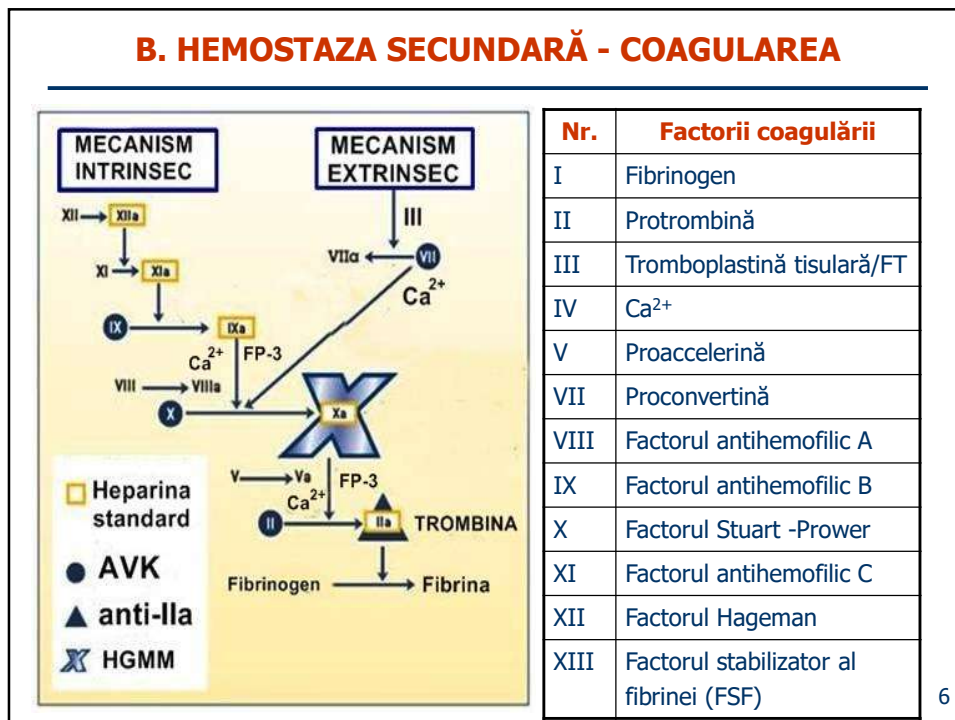 B. HEMOSTAZA SECUNDARĂ - COAGULAREA
MECANISM
INTRINSEC
MECANISM
EXTRINSEC
XII
XIIa
III
VIIa
VII
XI
XIa
Ca2+
IX
IXa
Ca2+
FP-3
VIII
VIIIa
X
Xa
V
Va
FP-3
Ca2+
II
IIa
TROMBINA
Fibrinogen
Fibrina
Heparina
standard
AVK
anti-IIa
X HGMM
Nr. Factorii coagulării
I Fibrinogen
II Protrombină
III Tromboplastină tisulară/FT
IV Ca2+
V Proaccelerină
VII Proconvertină
VIII Factorul antihemofilic A
IX Factorul antihemofilic B
X Factorul Stuart -Prower
XI Factorul antihemofilic C
XII Factorul Hageman
XIII Factorul stabilizator al
fibrinei (FSF)
6